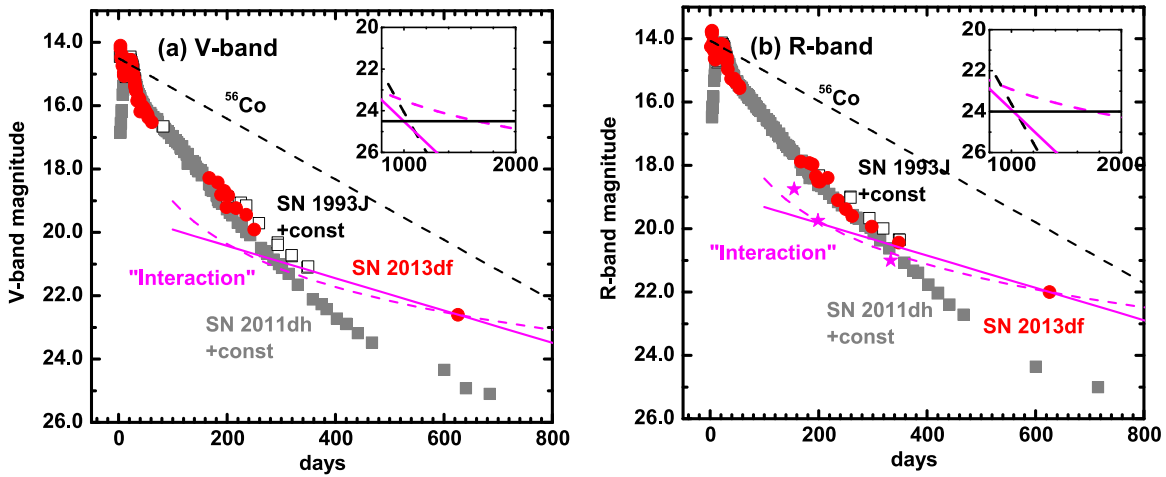 (a) V-band
V-band magnitude
14.0
16.0
18.0
20.0
22.0
24.0
26.0
0
200
400
600
800
days
56Co
SN 1993J
+const
SN 2013df
"Interaction"
SN 2011dh
+const
20
22
24
26
1000
2000
(b) R-band
R-band magnitude
14.0
16.0
18.0
20.0
22.0
24.0
26.0
0
200
400
600
800
days
56Co
SN 1993J
+const
"Interaction"
SN 2011dh
+const
SN 2013df
20
22
24
26
1000
2000